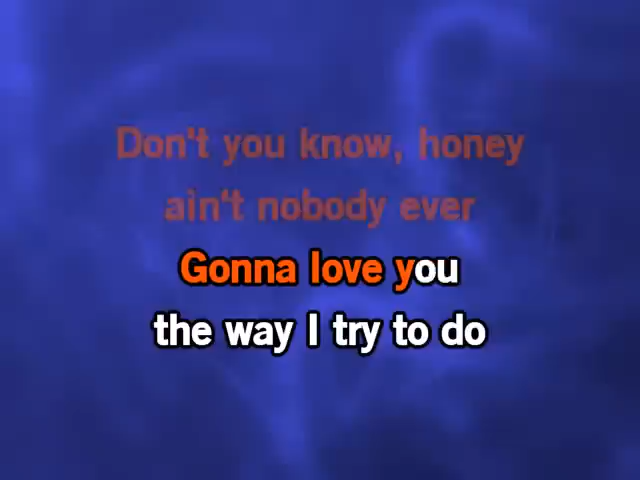 Don't you know, honey
ain't nobody ever
Gonna love you
the way I try to do